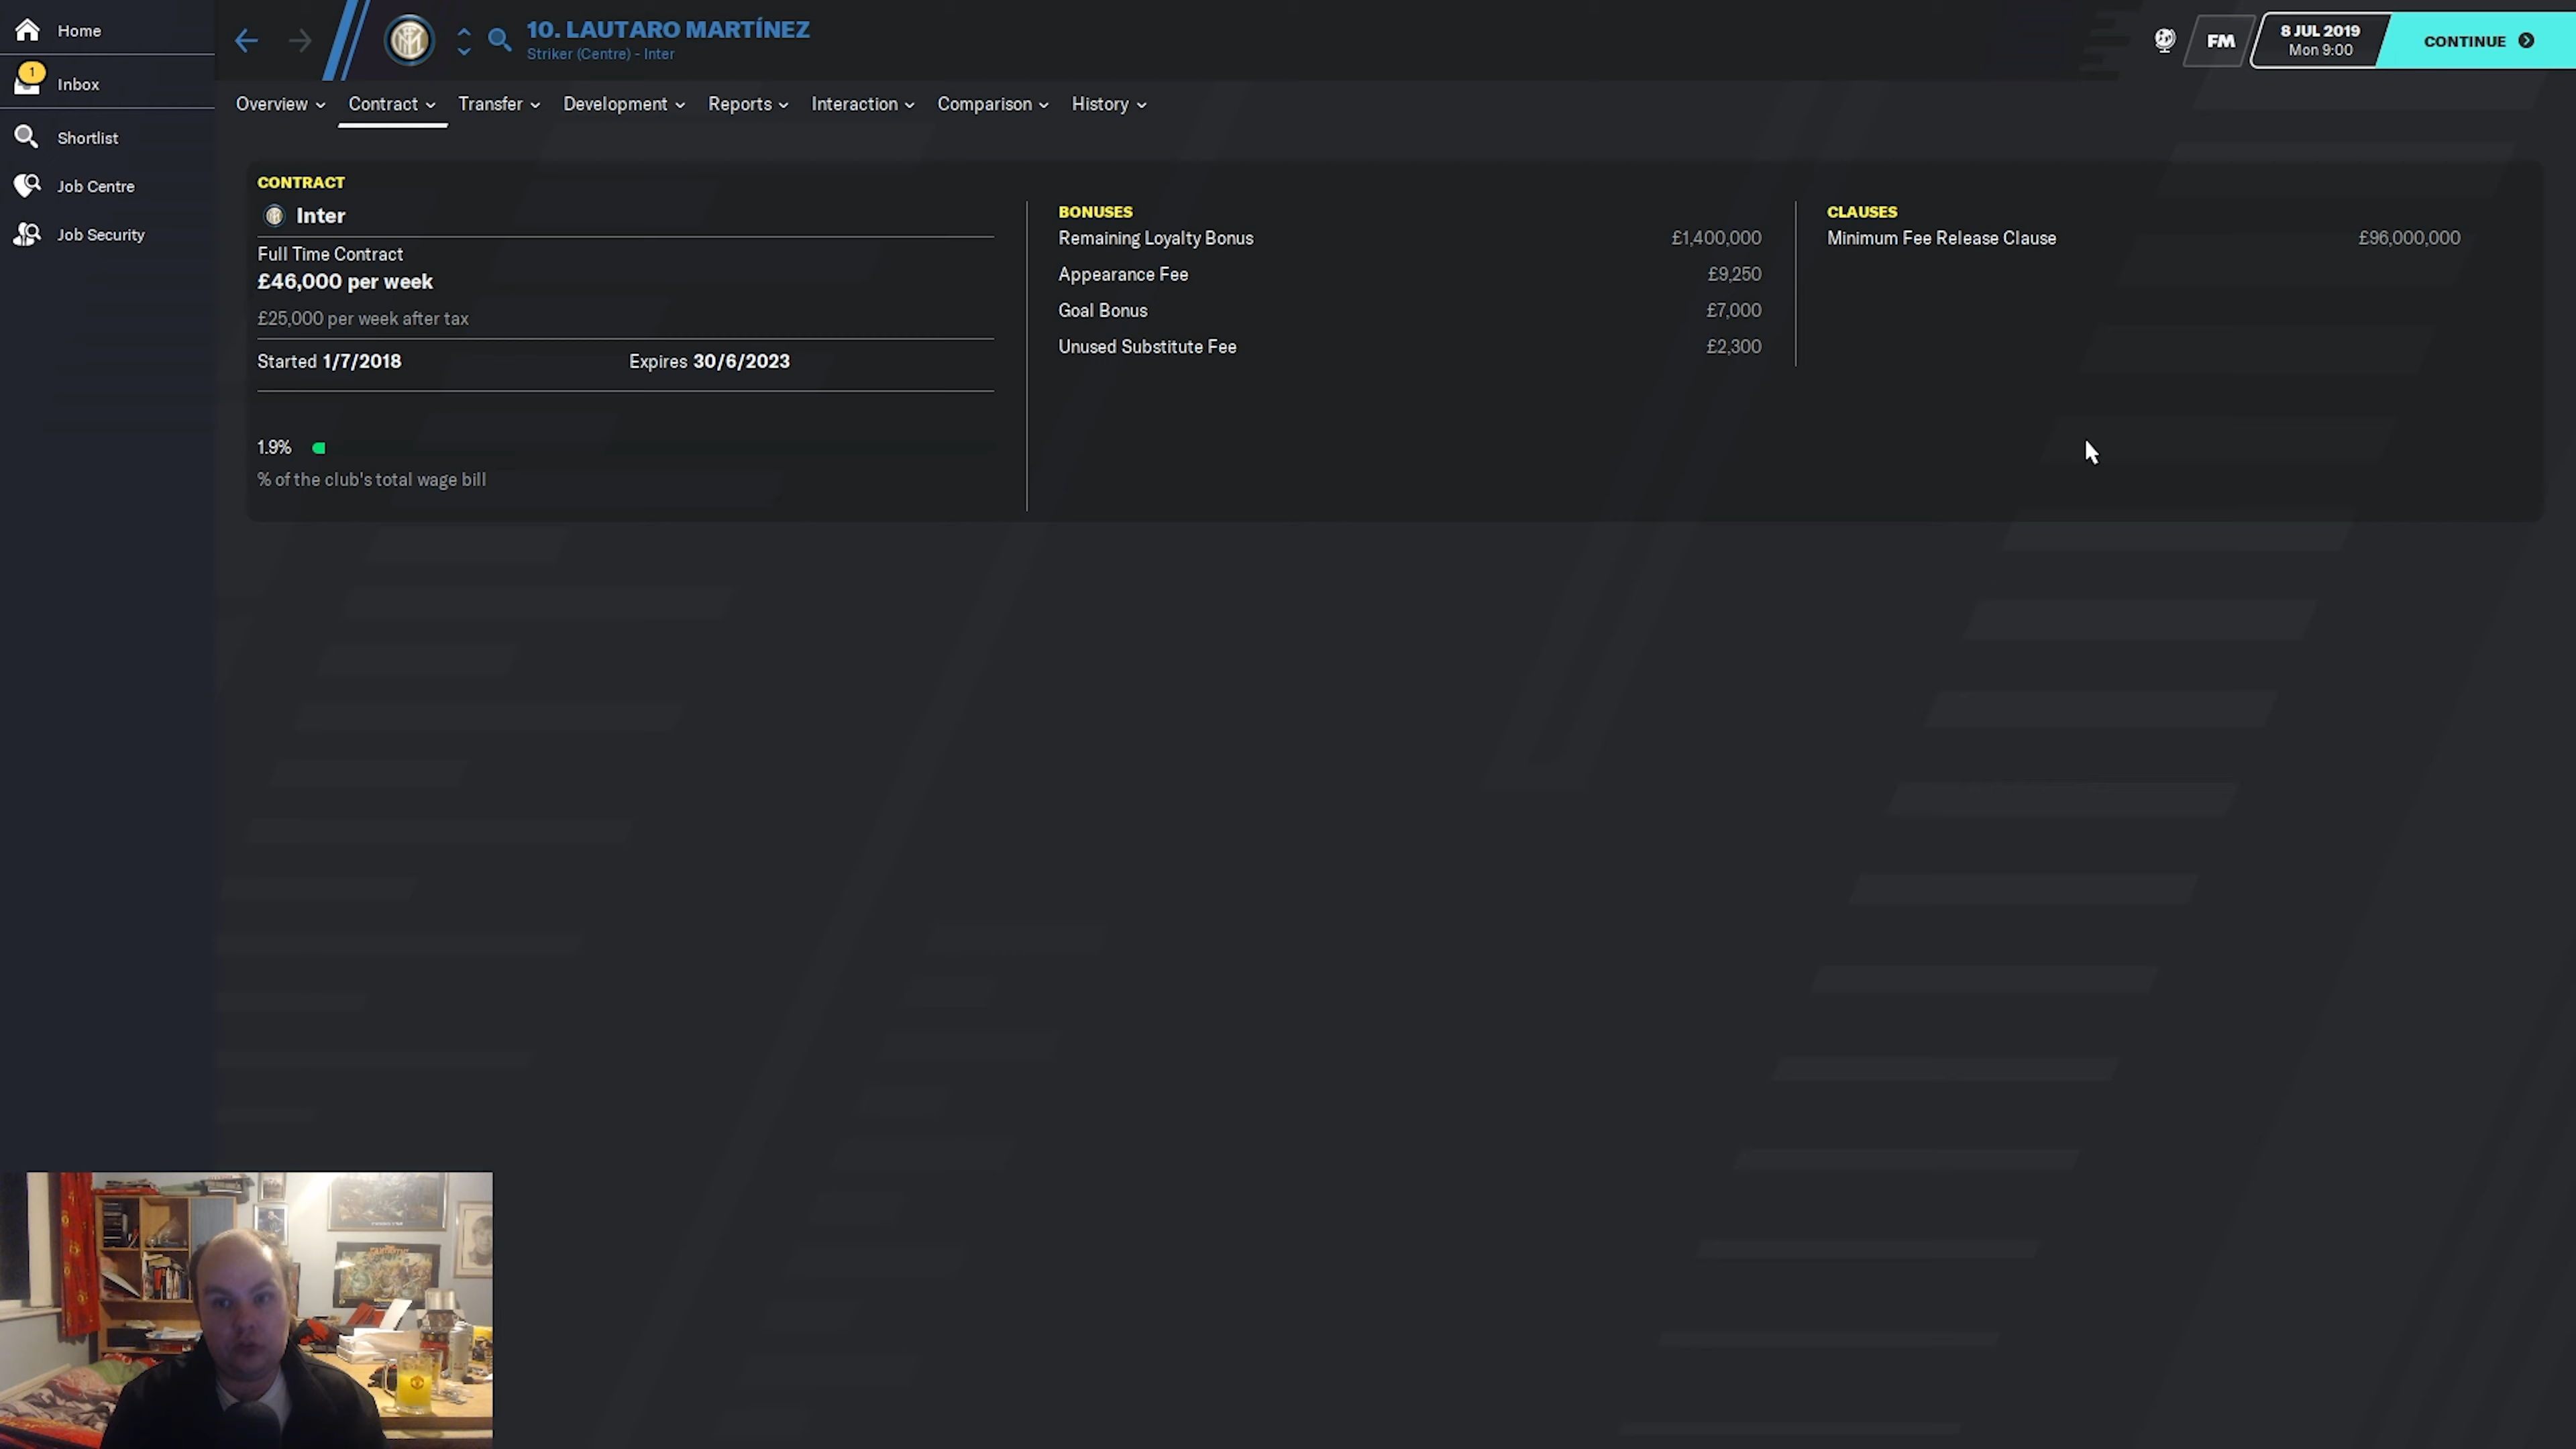 Home
1
Inbox
Shortlist
Job Centre
Job Security
10. LAUTARO MARTÍNEZ
Striker (Centre) - Inter
FM
8 JUL 2019
Mon 9:00
CONTINUE
Overview
Contract
Transfer
Development
Reports
Interaction
Comparison
History
CONTRACT
Inter
Full Time Contract
£46,000 per week
£25,000 per week after tax
Started 1/7/2018
Expires 30/6/2023
1.9%
% of the club's total wage bill
BONUSES
Remaining Loyalty Bonus £1,400,000
Appearance Fee £9,250
Goal Bonus £7,000
Unused Substitute Fee £2,300
CLAUSES
Minimum Fee Release Clause £96,000,000